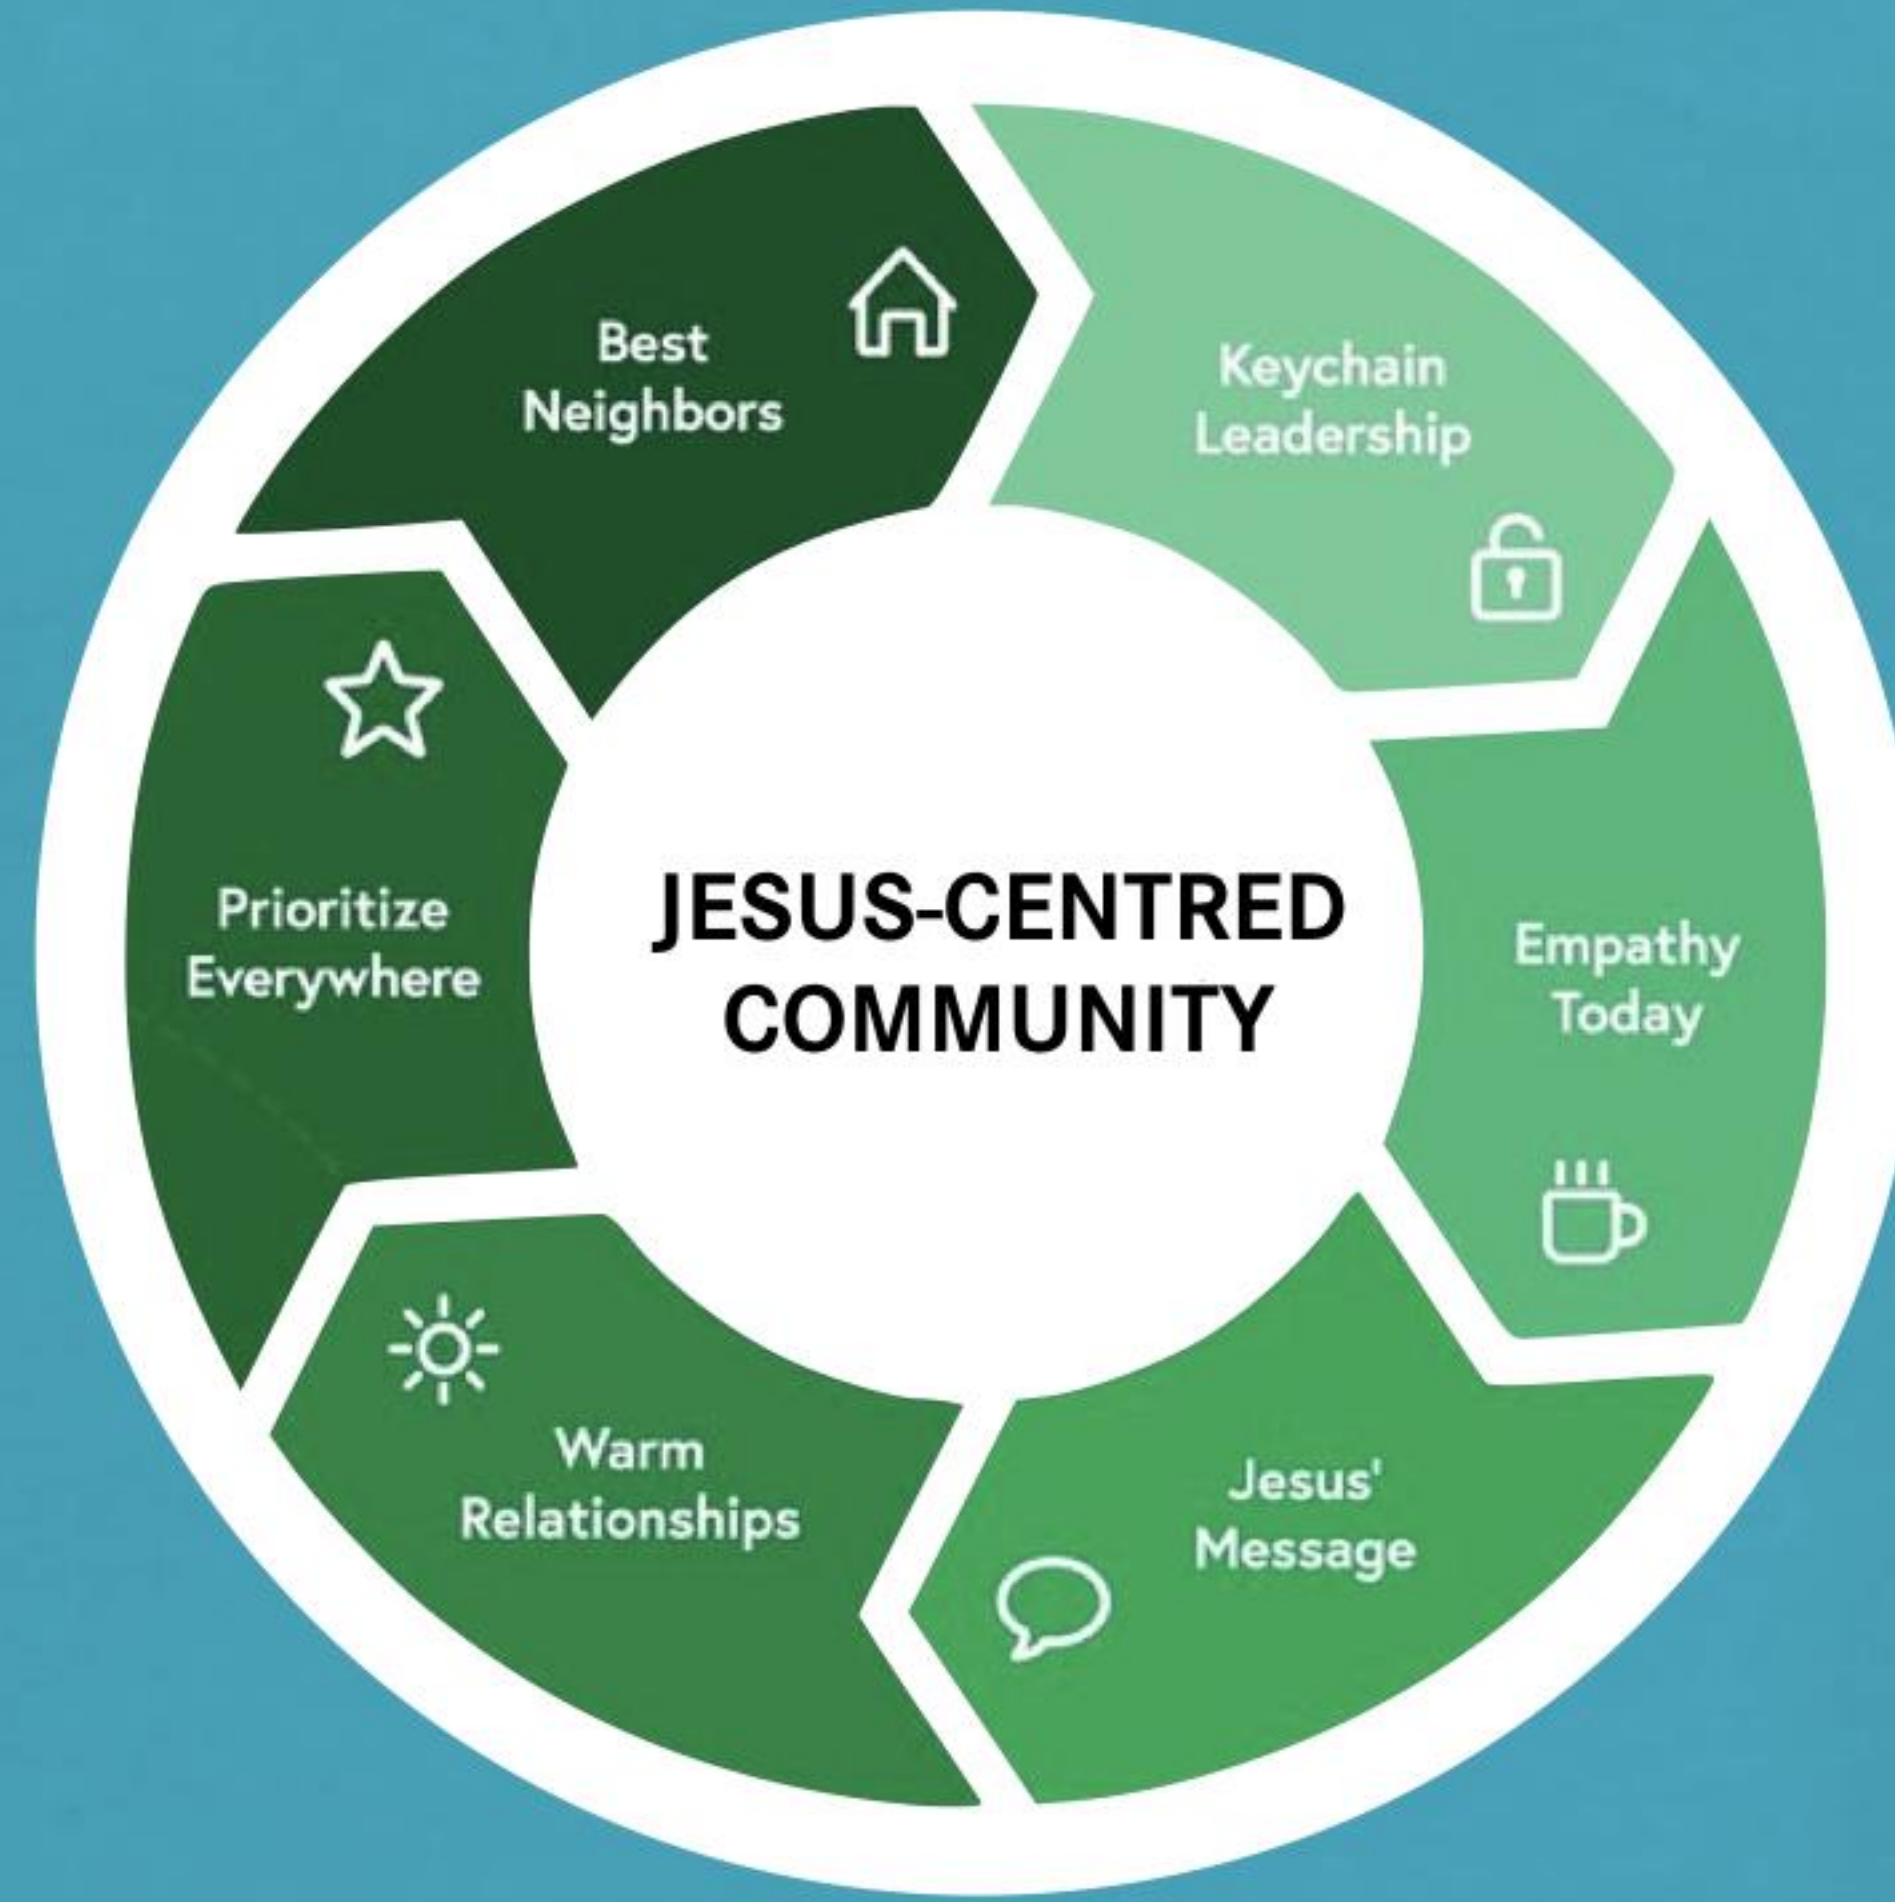 Best
Neighbors
Keychain
Leadership
Prioritize
Everywhere
JESUS-CENTRED
COMMUNITY
Empathy
Today
Warm
Relationships
Jesus'
Message